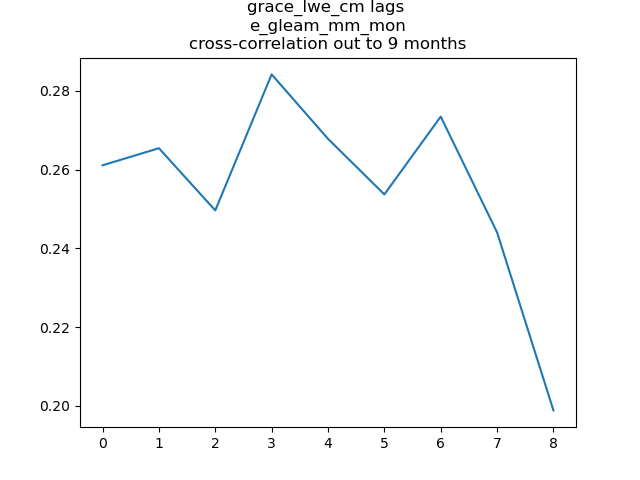 grace_lwe_cm lags
e_gleam_mm_mon
cross-correlation out to 9 months
0.28
0.26
0.24
0.22
0.20
0 1 2 3 4 5 6 7 8